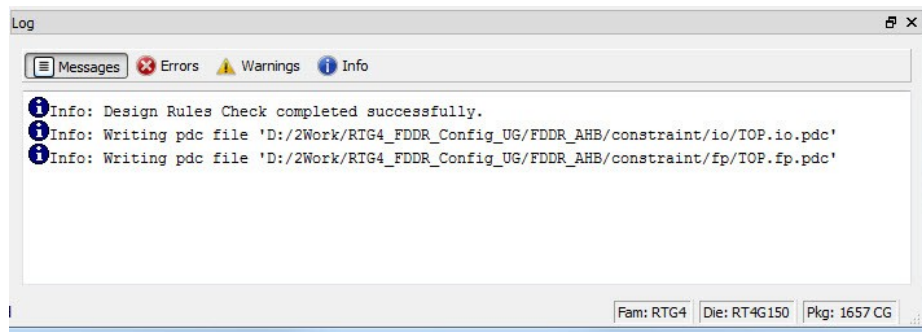 Log
Messages Errors Warnings Info
Info: Design Rules Check completed successfully.
Info: Writing pdc file 'D:/2Work/RTG4_FDDR_Config_UG/FDDR_AHB/constraint/io/TOP.io.pdc'
Info: Writing pdc file 'D:/2Work/RTG4_FDDR_Config_UG/FDDR_AHB/constraint/fp/TOP.fp.pdc'
Fam: RTG4 Die: RT4G150 Pkg: 1657 CG